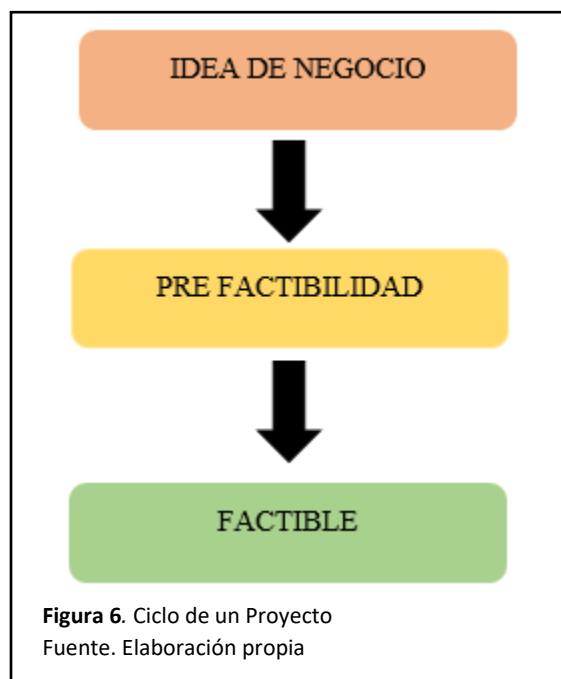 IDEA DE NEGOCIO
PRE FACTIBILIDAD
FACTIBLE
Figura 6. Ciclo de un Proyecto
Fuente. Elaboración propia